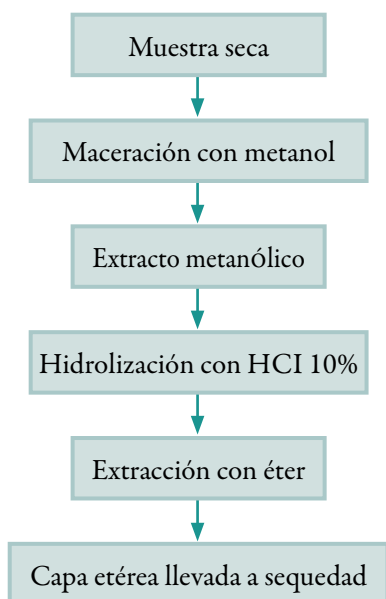 Muestra seca
Maceración con metanol
Extracto metanólico
Hidrolización con HCI 10%
Extracción con éter
Capa etérea llevada a sequedad